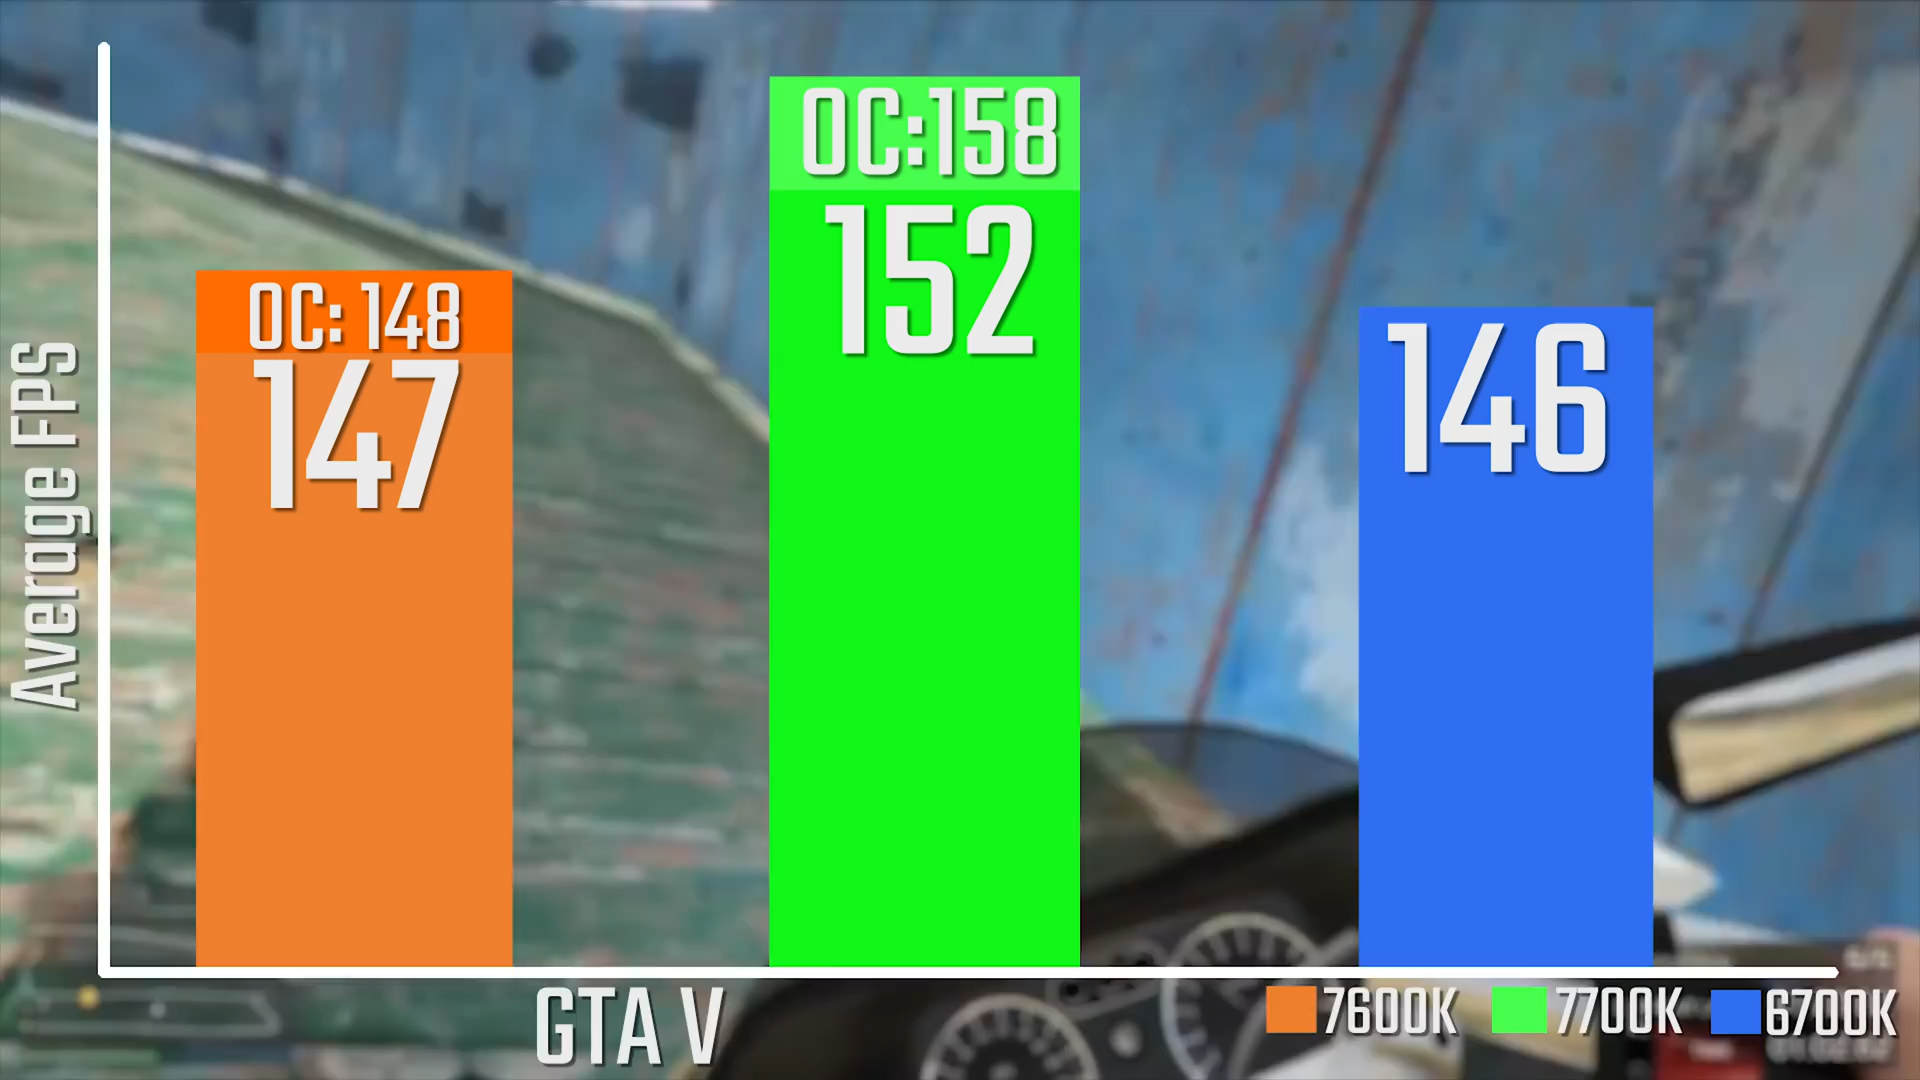 OC:158
152
OC: 148
147
146
Average FPS
GTA V
7600K
7700K
6700K